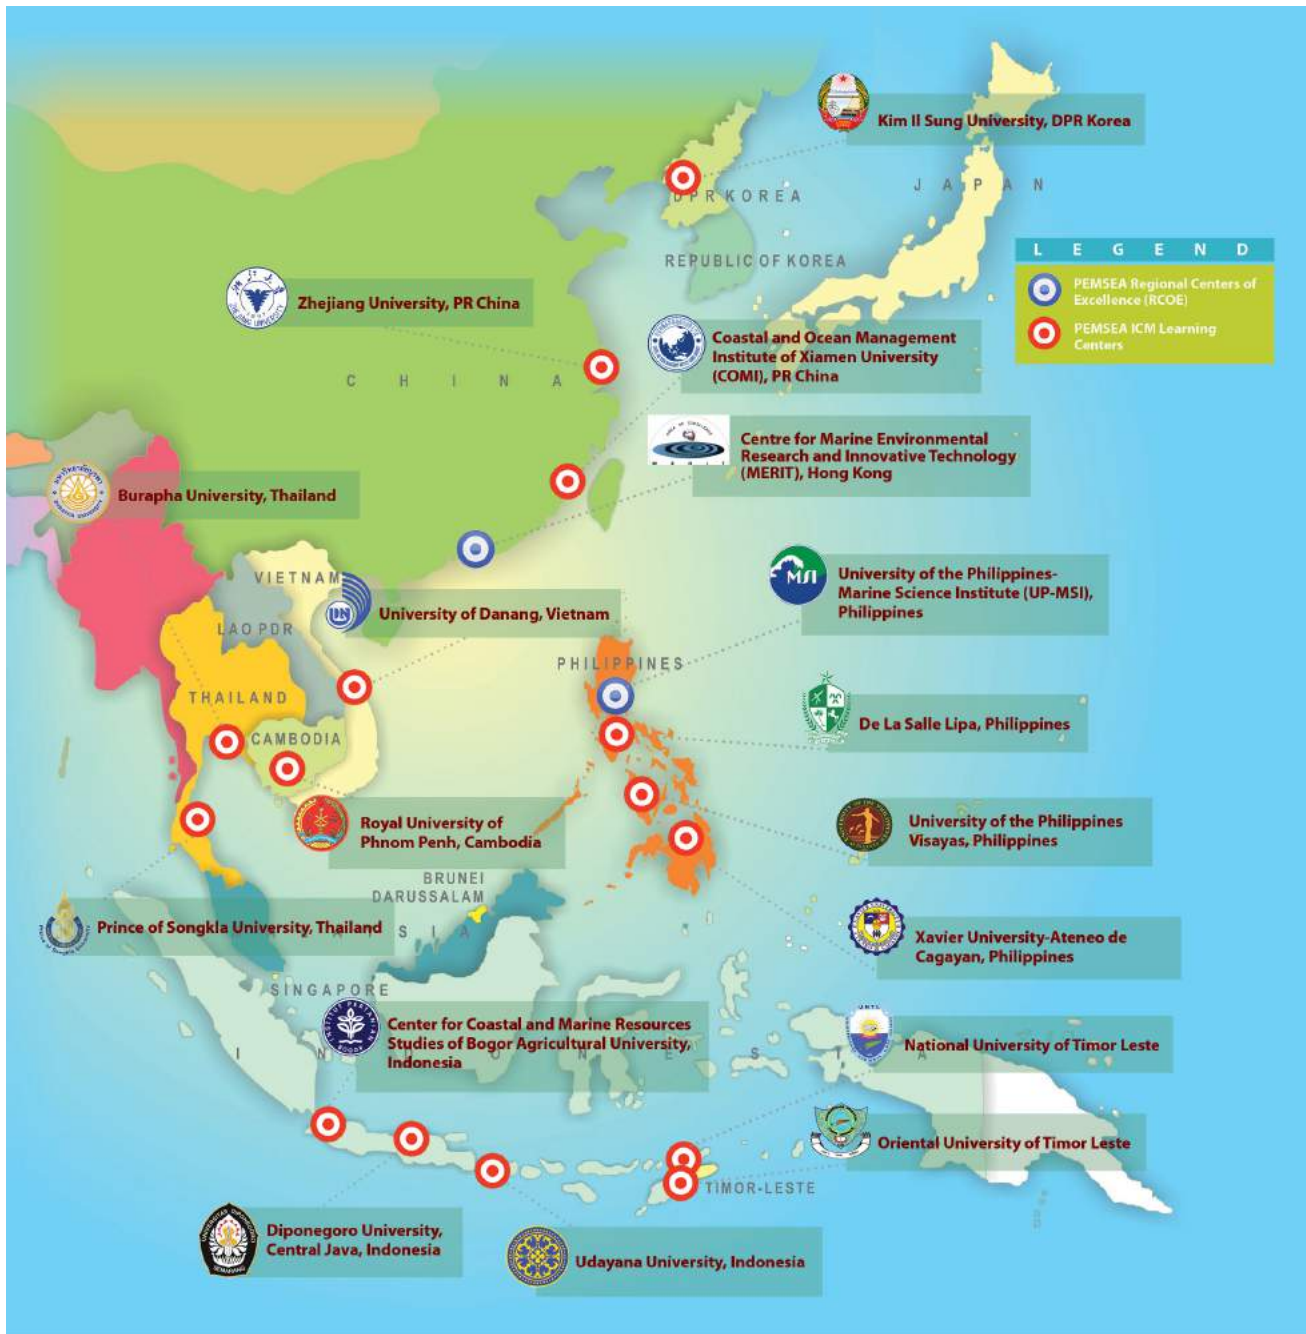 Kim Il Sung University, DPR Korea
DPR KOREA
J A P A N
REPUBLIC OF KOREA
L E G E N D
PEMSEA Regional Centers of
Excellence (RCOE)
PEMSEA ICM Learning
Centers
Zhejiang University, PR China
Coastal and Ocean Management
Institute of Xiamen University
(COMI), PR China
C H I N A
Centre for Marine Environmental
Research and Innovative Technology
(MERIT), Hong Kong
Burapha University, Thailand
VIETNAM
University of the Philippines-
Marine Science Institute (UP-MSI),
Philippines
MSI
University of Danang, Vietnam
LAO PDR
PHILIPPINES
THAILAND
De La Salle Lipa, Philippines
CAMBODIA
Royal University of
Phnom Penh, Cambodia
University of the Philippines
Visayas, Philippines
BRUNEI
DARUSSALAM
Prince of Songkla University, Thailand
A S I A
Xavier University-Ateneo de
Cagayan, Philippines
SINGAPORE
Center for Coastal and Marine Resources
Studies of Bogor Agricultural University,
Indonesia
I N D O N E S I A
National University of Timor Leste
Oriental University of Timor Leste
TIMOR-LESTE
Diponegoro University,
Central Java, Indonesia
Udayana University, Indonesia